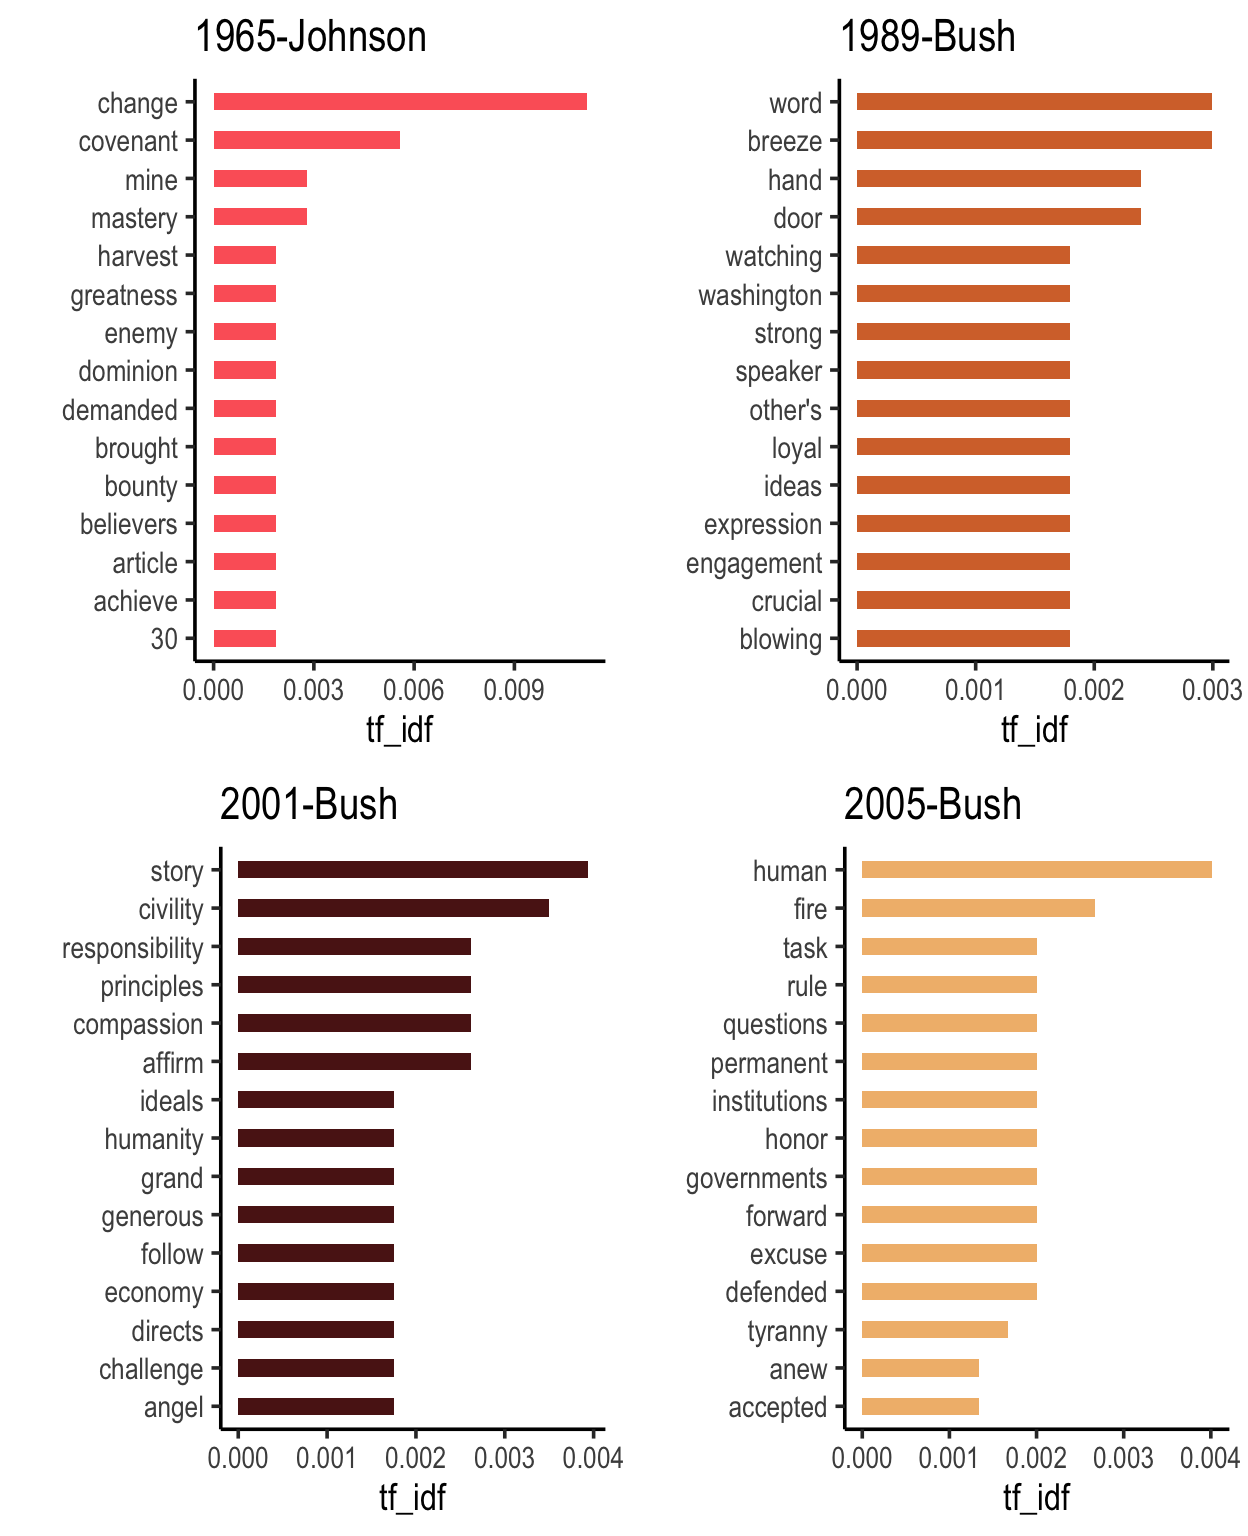 1965-Johnson
change
covenant
mine
mastery
harvest
greatness
enemy
dominion
demanded
brought
bounty
believers
article
achieve
30
0.000 0.003 0.006 0.009
tf_idf
1989-Bush
word
breeze
hand
door
watching
washington
strong
speaker
other's
loyal
ideas
expression
engagement
crucial
blowing
0.000 0.001 0.002 0.003
tf_idf
2001-Bush
story
civility
responsibility
principles
compassion
affirm
ideals
humanity
grand
generous
follow
economy
directs
challenge
angel
0.000 0.001 0.002 0.003 0.004
tf_idf
2005-Bush
human
fire
task
rule
questions
permanent
institutions
honor
governments
forward
excuse
defended
tyranny
anew
accepted
0.000 0.001 0.002 0.003 0.004
tf_idf